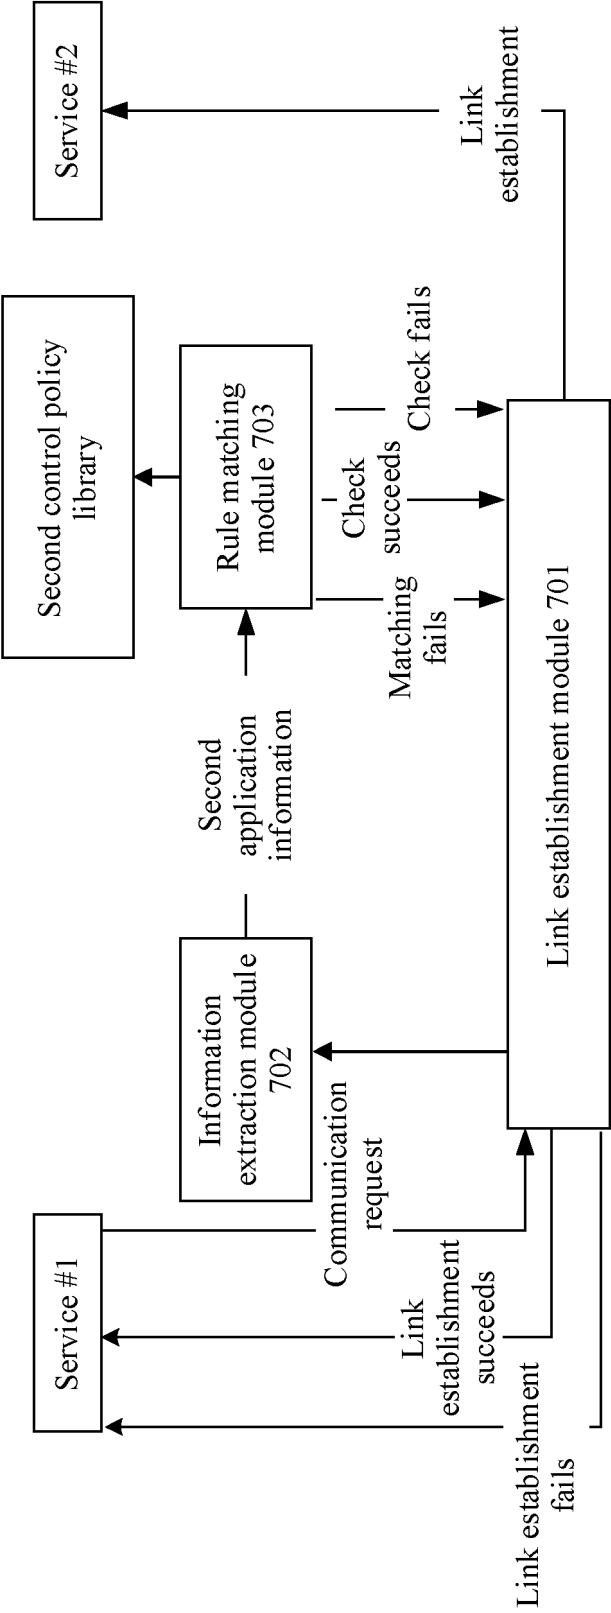 Service #1
Second control policy
library
Service #2
Information
extraction module
702
Second
application
information
Rule matching
module 703
Communication
request
Link
establishment
succeeds
Link establishment
fails
Matching
fails
Check
succeeds
Check fails
Link
establishment
Link establishment module 701